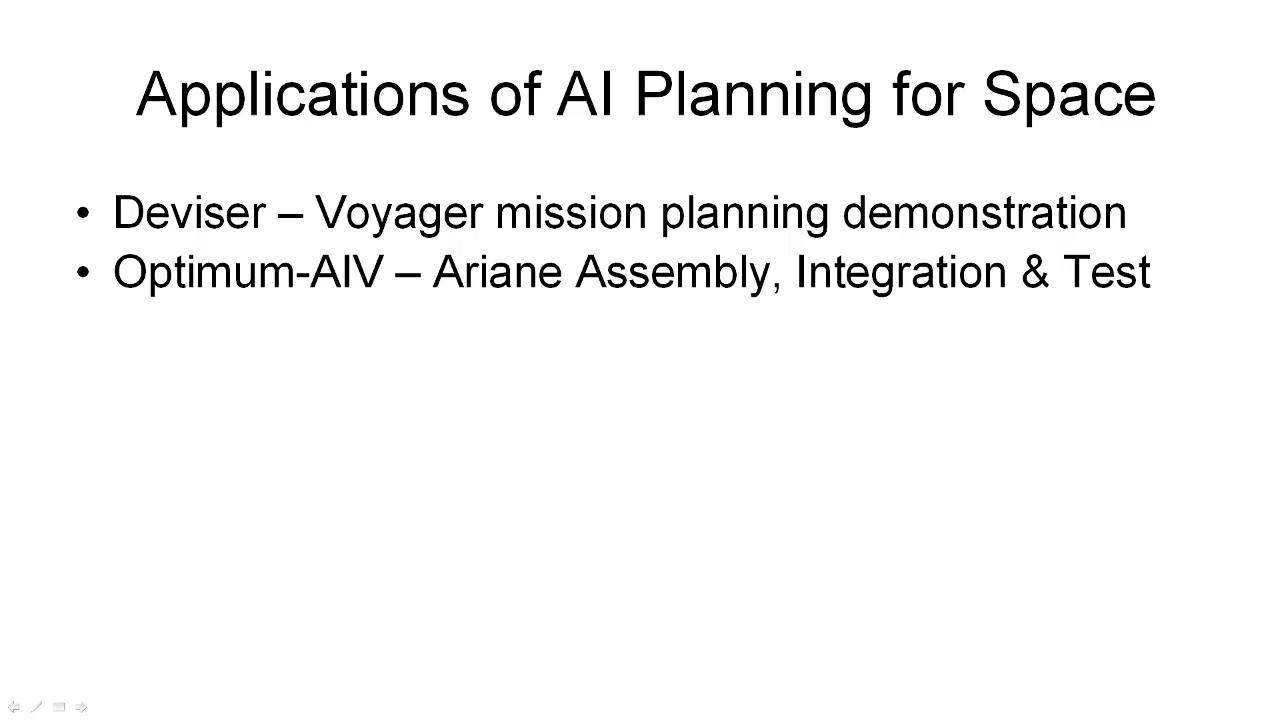 Applications of AI Planning for Space
• Deviser – Voyager mission planning demonstration
• Optimum-AIV – Ariane Assembly, Integration & Test